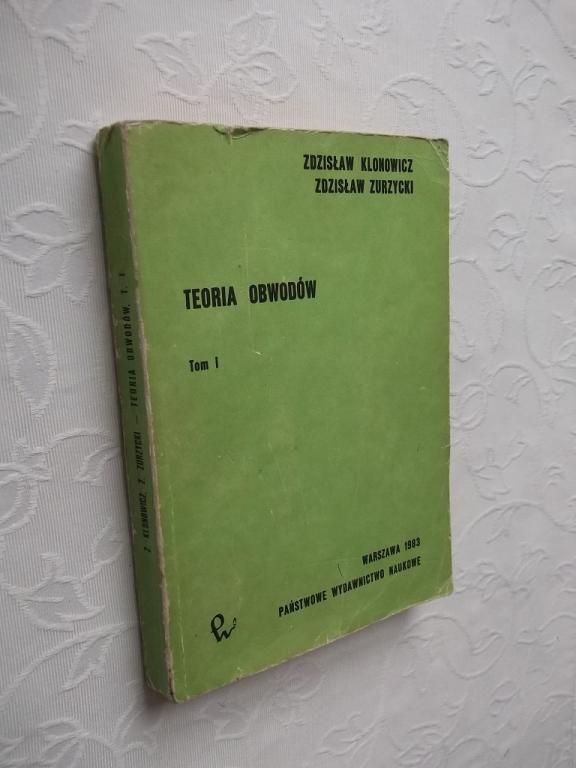 ZDZISŁAW KLONOWICZ
ZDZISŁAW ZURZYCKI
TEORIA OBWODÓW
Tom I
WARSZAWA 1983
PAŃSTWOWE WYDAWNICTWO NAUKOWE
Z. KLONOWICZ, Z. ZURZYCKI — TEORIA OBWODÓW, T. I